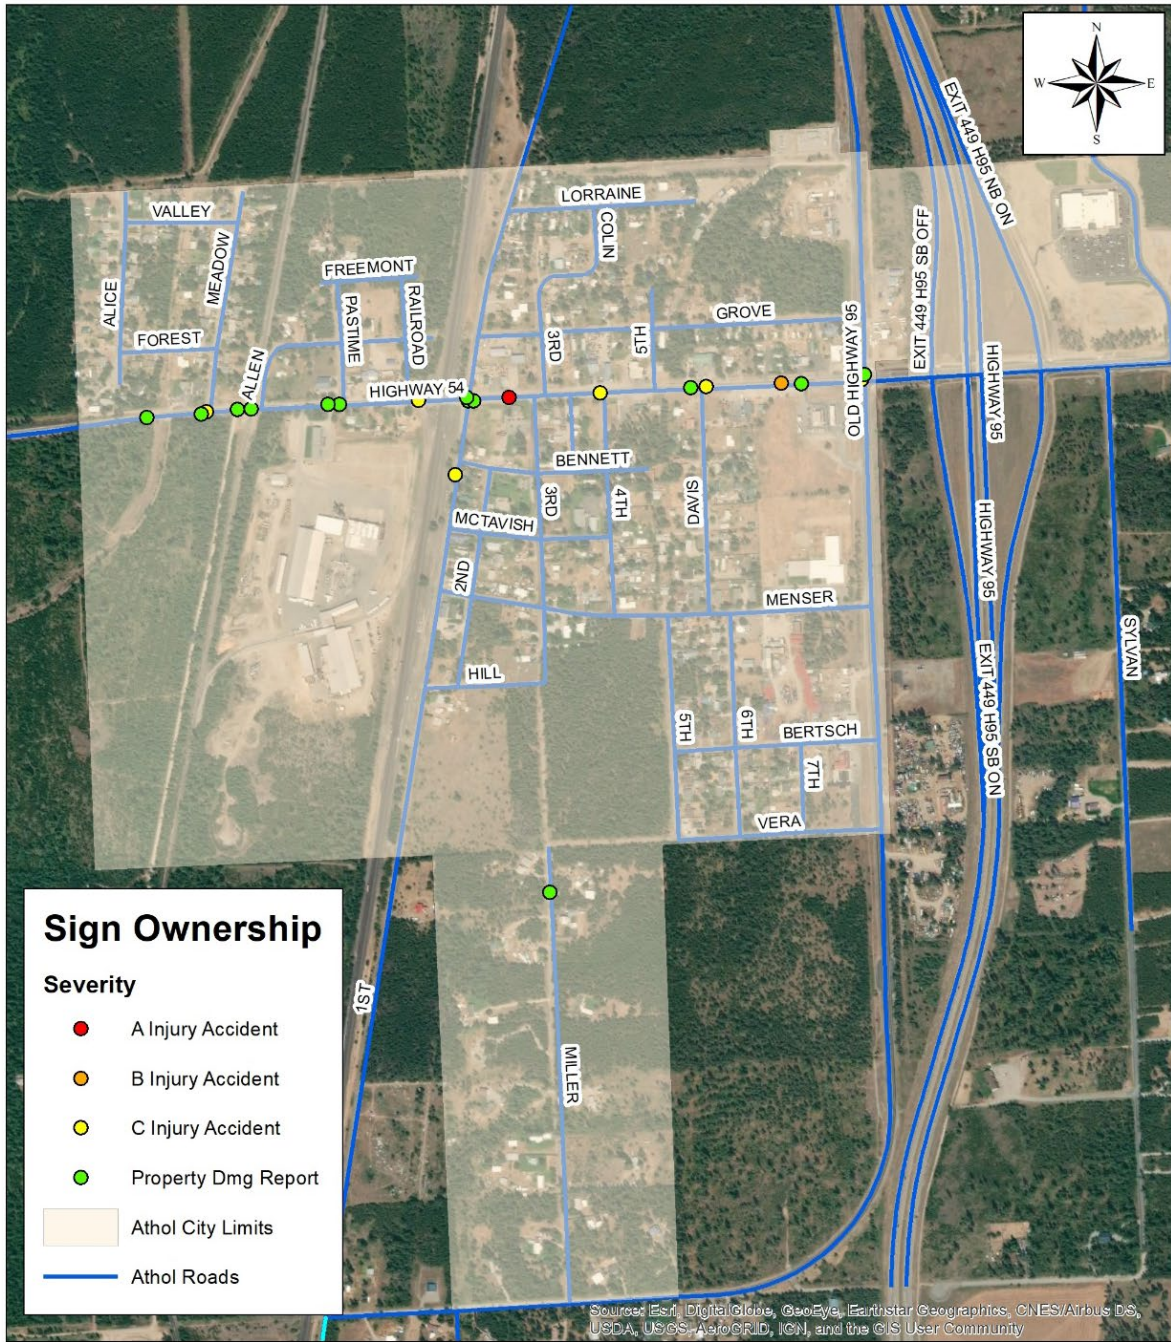 N
W E
S
EXIT 449 H95 NB ON
LORRAINE
VALLEY
COLIN
EXIT 449 H95 SB OFF
MEADOW
FREEMONT
ALICE
PASTIME
RAILROAD
GROVE
3RD
5TH
OLD HIGHWAY 95
FOREST
ALLEN
HIGHWAY 54
HIGHWAY 95
BENNETT
3RD
4TH
DAVIS
MCTAVISH
HIGHWAY 95
2ND
MENSER
SYLVAN
HILL
EXIT 449 H95 SB ON
5TH
6TH
BERTSCH
7TH
VERA
1ST
MILLER
Sign Ownership
Severity
A Injury Accident
B Injury Accident
C Injury Accident
Property Dmg Report
Athol City Limits
Athol Roads
Source: Esri, DigitalGlobe, GeoEye, Earthstar Geographics, CNES/Airbus DS,
USDA, USGS, AeroGRID, IGN, and the GIS User Community